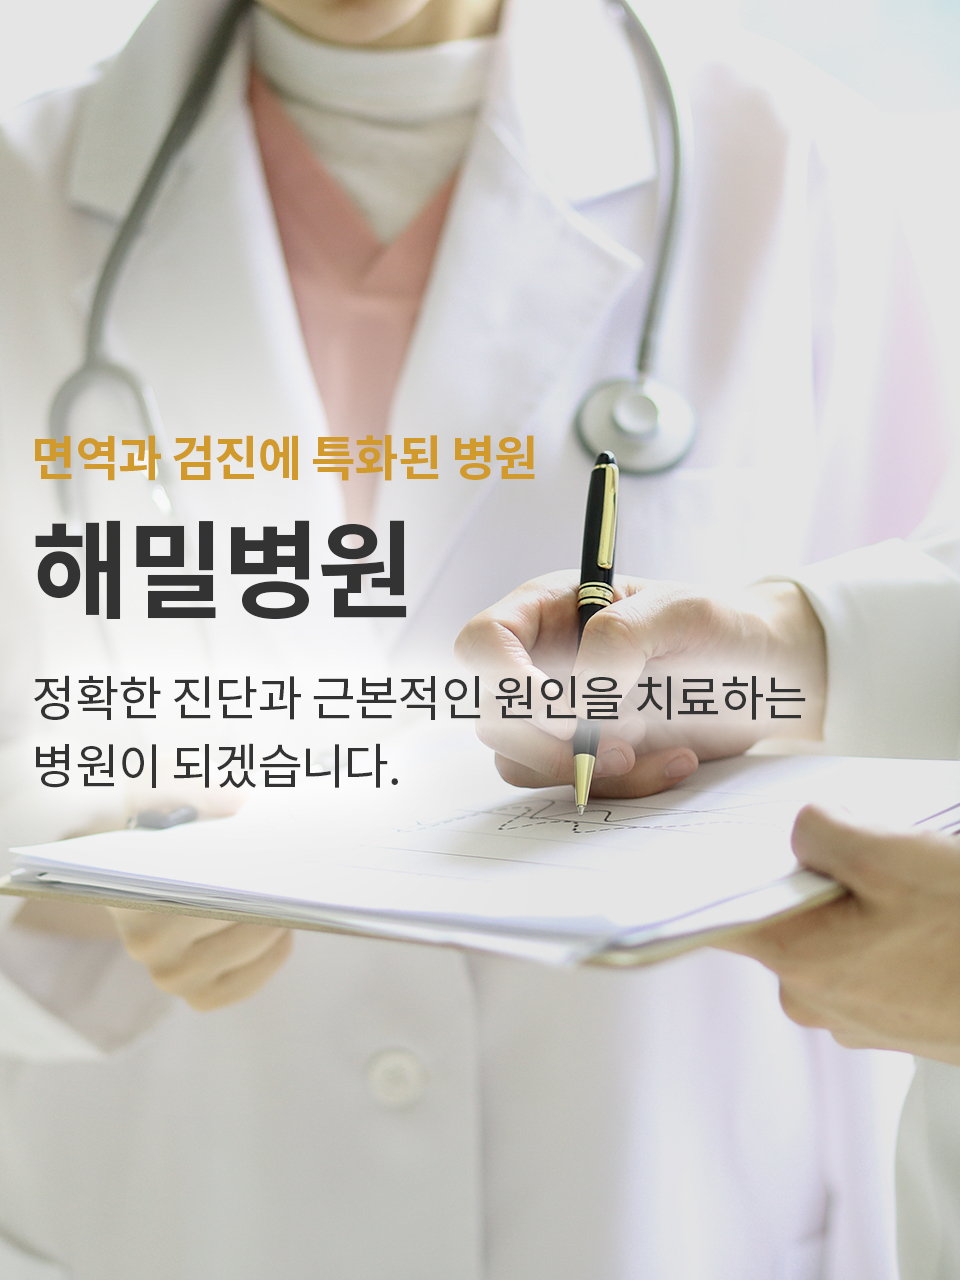 면역과 검진에 특화된 병원
해밀병원
정확한 진단과 근본적인 원인을 치료하는
병원이 되겠습니다.